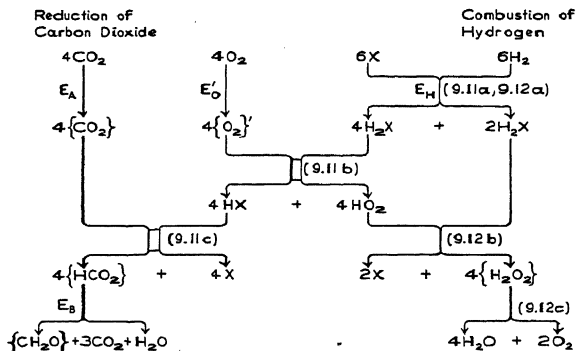 Reduction of Carbon Dioxide
Combustion of Hydrogen
4CO₂ 4O₂ 6X 6H₂
E_A E'_O E_H (9.11a, 9.12a)
4{CO₂} 4{O₂}' 4H₂X + 2H₂X
(9.11b)
4HX + 4HO₂
(9.11c) (9.12b)
4{HCO₂} + 4X 2X + 4{H₂O₂}
E_B (9.12c)
{CH₂O}+3CO₂+H₂O 4H₂O + 2O₂